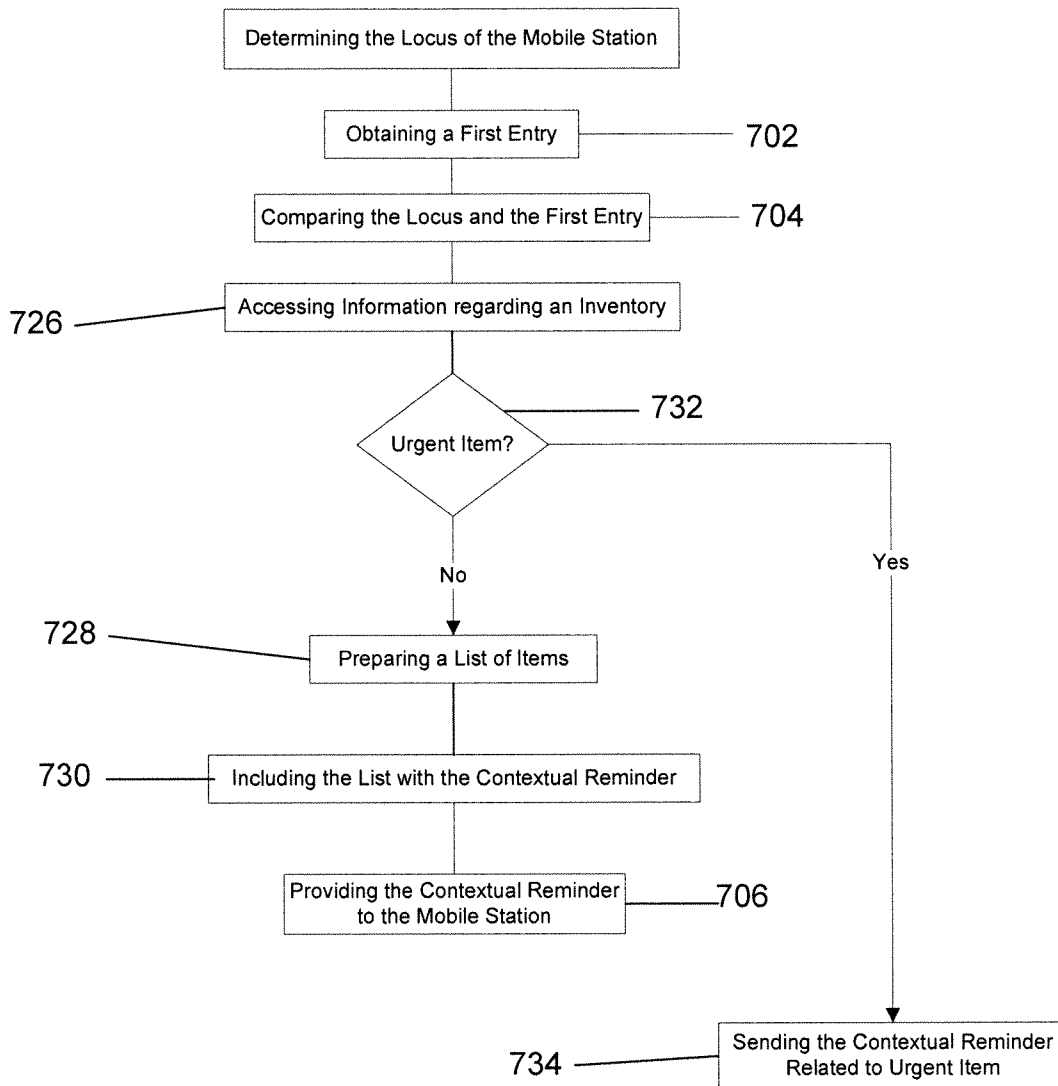 Determining the Locus of the Mobile Station
Obtaining a First Entry
702
Comparing the Locus and the First Entry
704
Accessing Information regarding an Inventory
726
732
Urgent Item?
Yes
No
728
Preparing a List of Items
730
Including the List with the Contextual Reminder
Providing the Contextual Reminder
to the Mobile Station
706
Sending the Contextual Reminder
Related to Urgent Item
734